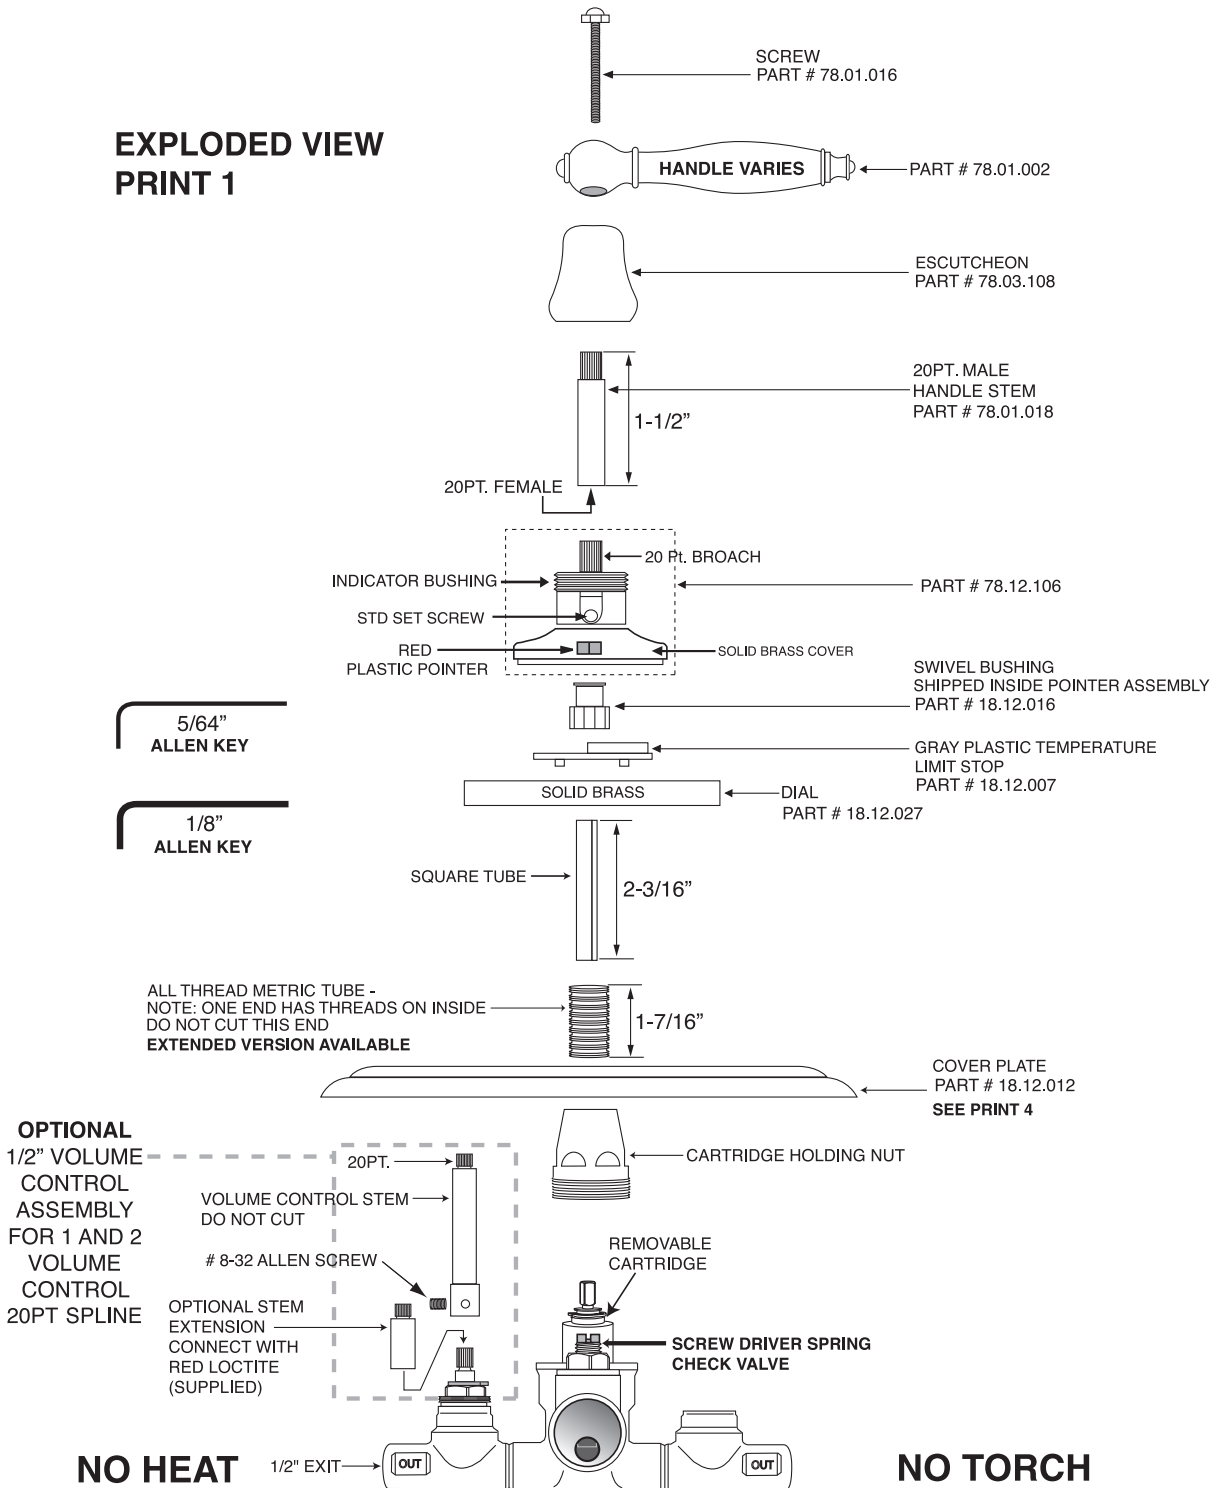 SCREW
PART # 78.01.016
EXPLODED VIEW
PRINT 1
HANDLE VARIES
PART # 78.01.002
ESCUTCHEON
PART # 78.03.108
20PT. MALE
HANDLE STEM
PART # 78.01.018
1-1/2”
20PT. FEMALE
20 Pt. BROACH
INDICATOR BUSHING
PART # 78.12.106
STD SET SCREW
RED
PLASTIC POINTER
SOLID BRASS COVER
SWIVEL BUSHING
SHIPPED INSIDE POINTER ASSEMBLY
PART # 18.12.016
5/64”
ALLEN KEY
GRAY PLASTIC TEMPERATURE
LIMIT STOP
PART # 18.12.007
SOLID BRASS
DIAL
PART # 18.12.027
1/8”
ALLEN KEY
SQUARE TUBE
2-3/16”
ALL THREAD METRIC TUBE -
NOTE: ONE END HAS THREADS ON INSIDE
DO NOT CUT THIS END
EXTENDED VERSION AVAILABLE
1-7/16”
COVER PLATE
PART # 18.12.012
SEE PRINT 4
OPTIONAL
1/2” VOLUME
CONTROL
ASSEMBLY
FOR 1 AND 2
VOLUME
CONTROL
20PT SPLINE
20PT.
CARTRIDGE HOLDING NUT
VOLUME CONTROL STEM
DO NOT CUT
# 8-32 ALLEN SCREW
REMOVABLE
CARTRIDGE
OPTIONAL STEM
EXTENSION
CONNECT WITH
RED LOCTITE
(SUPPLIED)
SCREW DRIVER SPRING
CHECK VALVE
NO HEAT
1/2" EXIT
OUT
OUT
NO TORCH